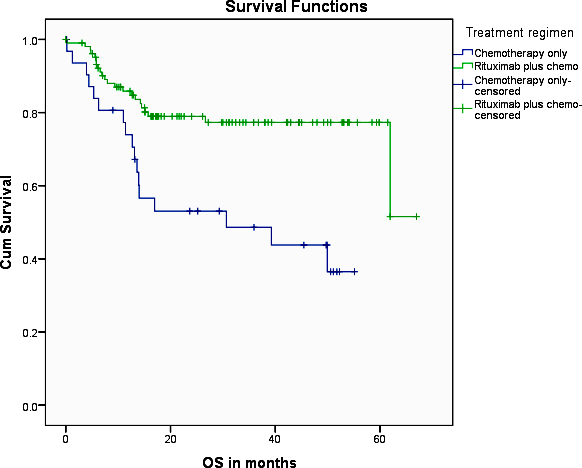 Survival Functions
Treatment regimen
Chemotherapy only
Rituximab plus chemo
Chemotherapy only-
censored
Rituximab plus chemo-
censored
1.0
0.8
0.6
0.4
0.2
0.0
Cum Survival
0 20 40 60
OS in months